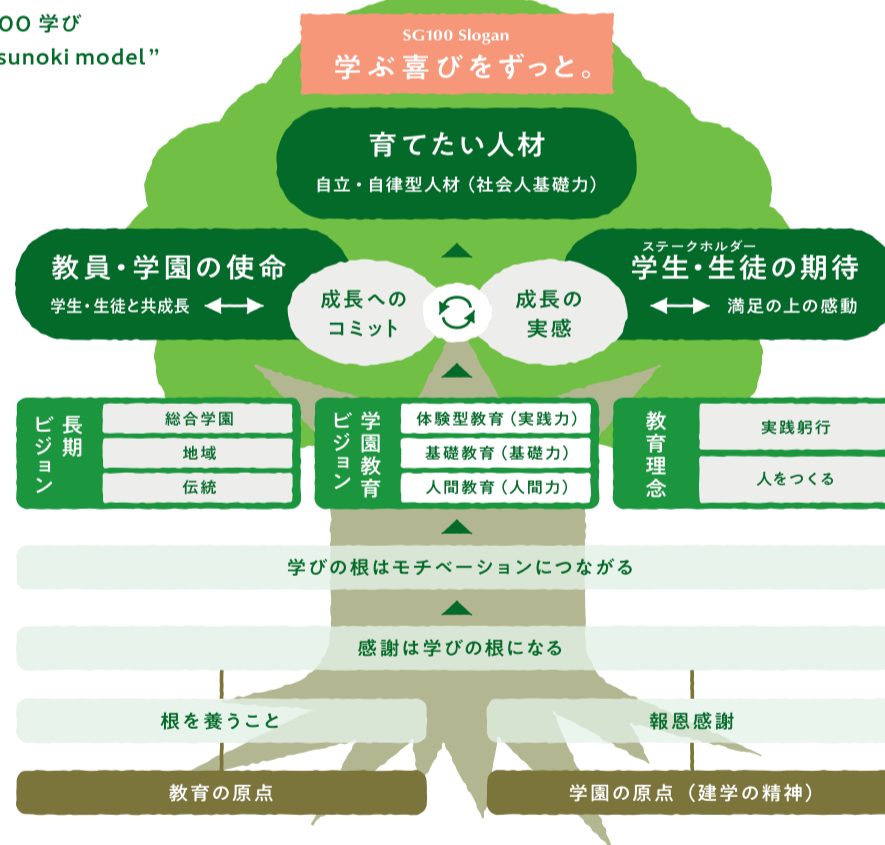 00 学び
sunoki model”
SG100 Slogan
学ぶ喜びをずっと。
育てたい人材
自立・自律型人材（社会人基礎力）
教員・学園の使命
学生・生徒と共成長
成長への
コミット
成長の
実感
ステークホルダー
学生・生徒の期待
満足の上の感動
長期
ビジョン
総合学園
地域
伝統
学園教育
ビジョン
体験型教育（実践力）
基礎教育（基礎力）
人間教育（人間力）
教育理念
実践躬行
人をつくる
学びの根はモチベーションにつながる
感謝は学びの根になる
根を養うこと
報恩感謝
教育の原点
学園の原点（建学の精神）